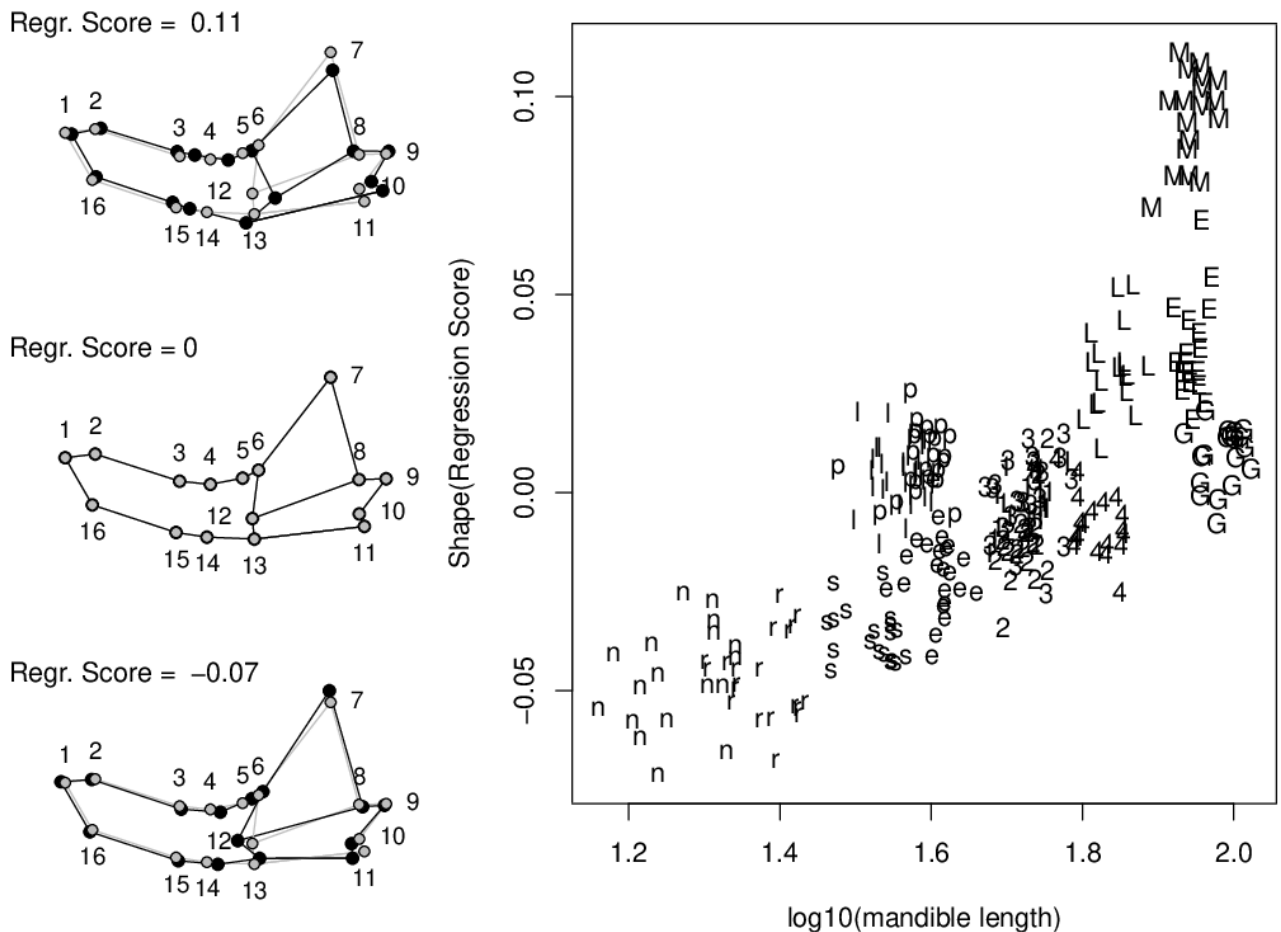 Regr. Score = 0.11
1 2 3 4 5 6 7 8 9 10 11 12 13 14 15 16
Regr. Score = 0
1 2 3 4 5 6 7 8 9 10 11 12 13 14 15 16
Regr. Score = −0.07
1 2 3 4 5 6 7 8 9 10 11 12 13 14 15 16
Shape(Regression Score)
0.10
0.05
0.00
−0.05
1.2 1.4 1.6 1.8 2.0
log10(mandible length)
M
E
L
G
p
l
e
s
n
r
1
2
3
4